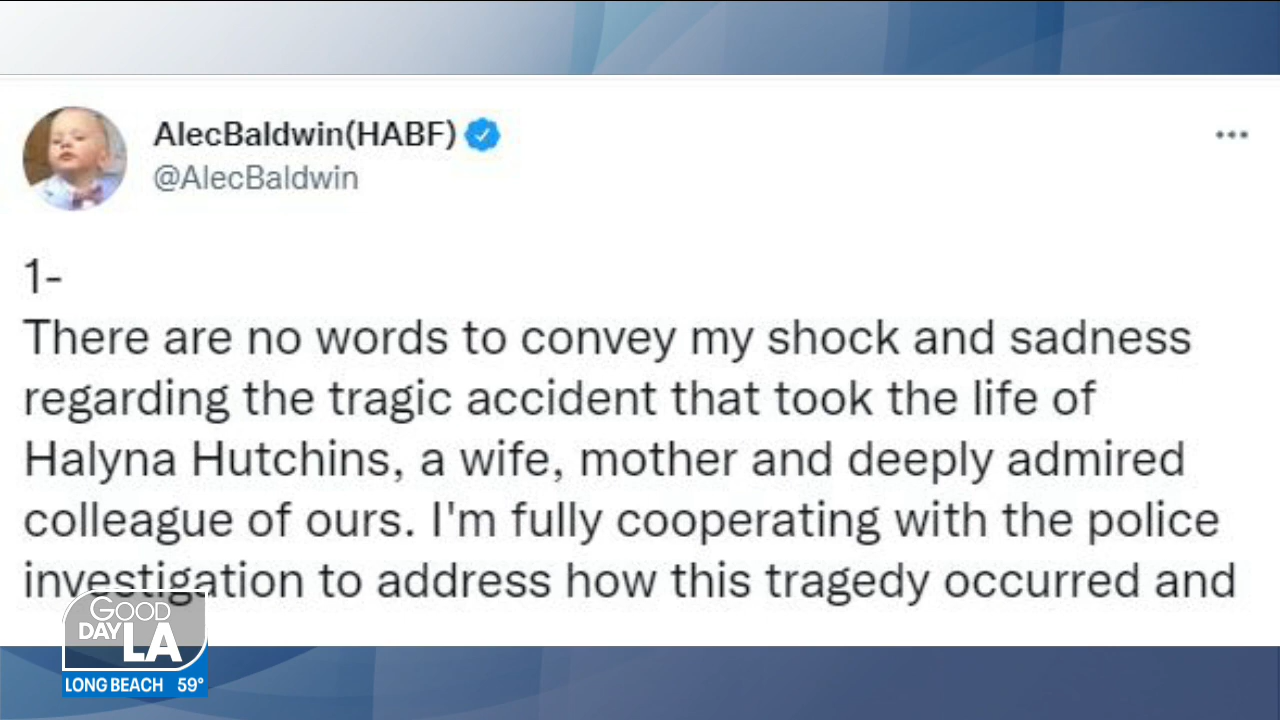 AlecBaldwin(HABF)
@AlecBaldwin
1-
There are no words to convey my shock and sadness
regarding the tragic accident that took the life of
Halyna Hutchins, a wife, mother and deeply admired
colleague of ours. I'm fully cooperating with the police
investigation to address how this tragedy occurred and
GOOD
DAY LA
LONG BEACH 59°